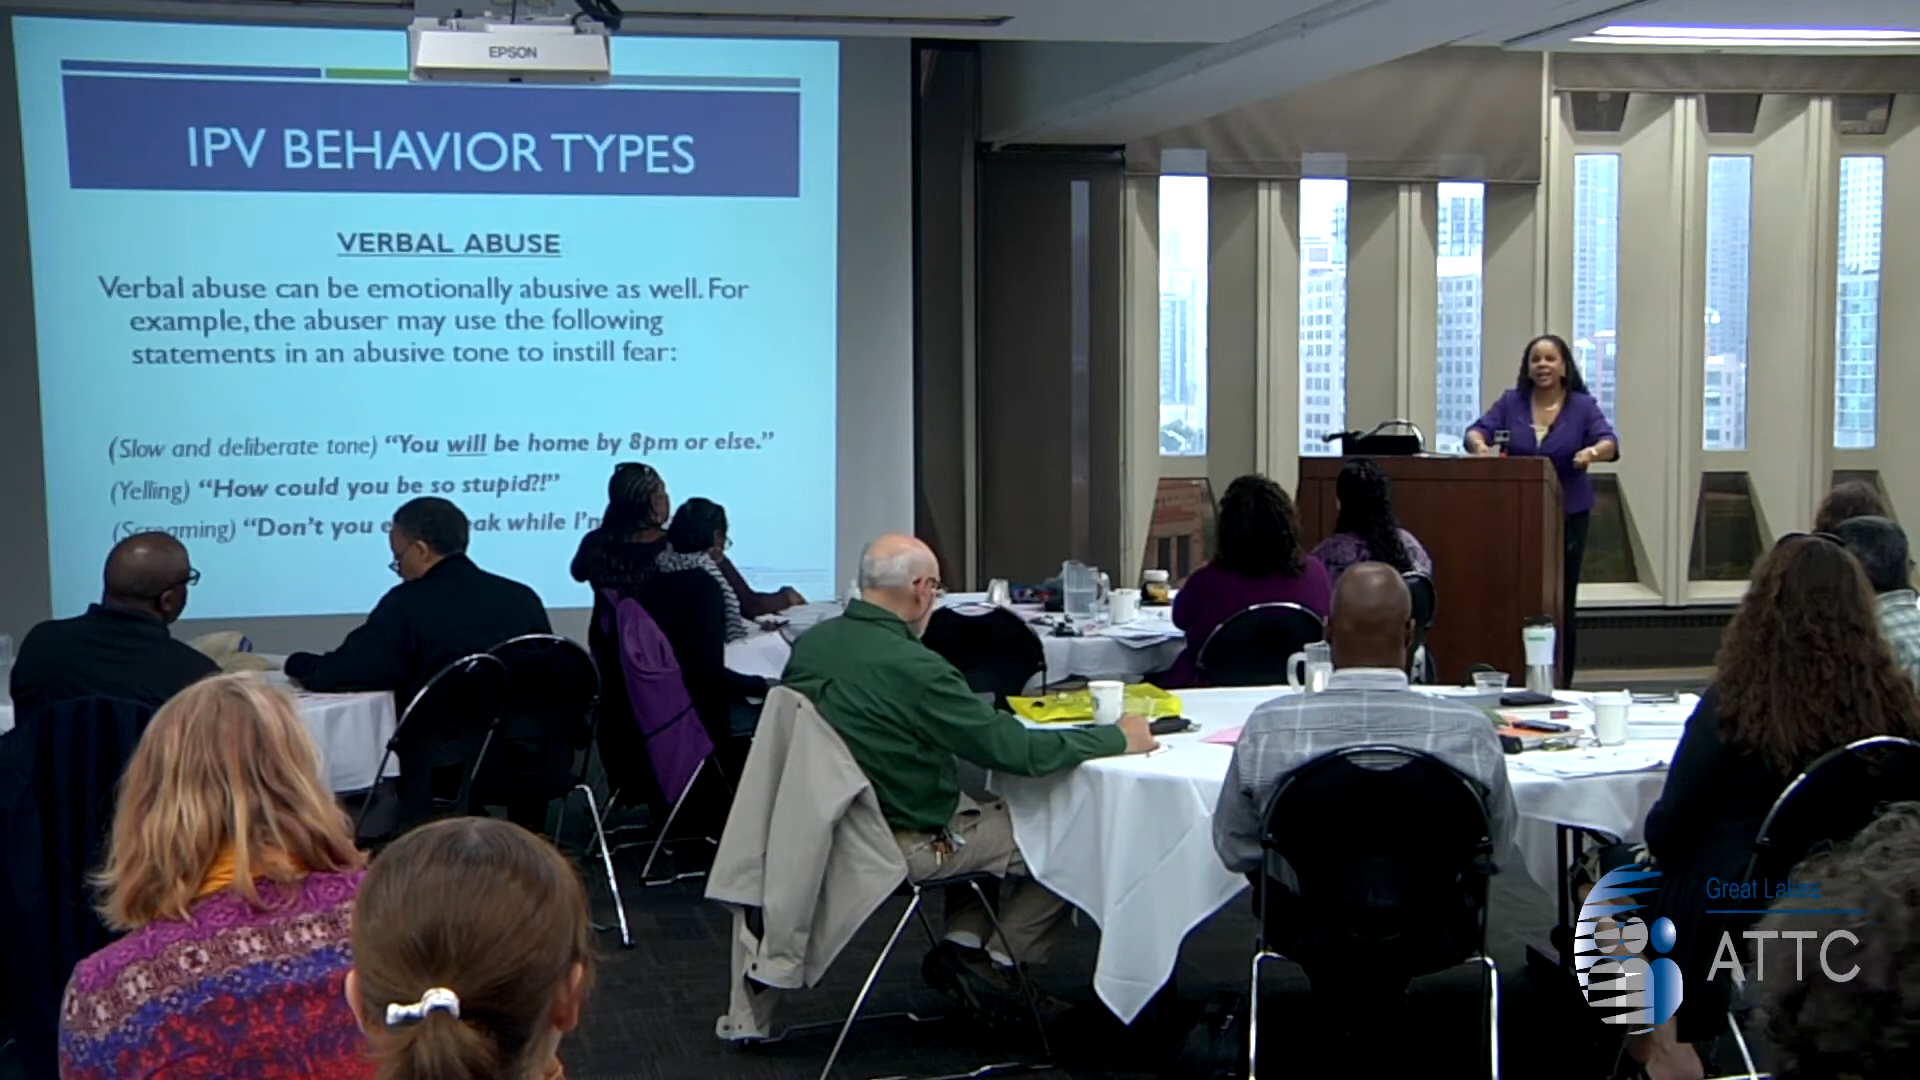 EPSON
IPV BEHAVIOR TYPES
VERBAL ABUSE
Verbal abuse can be emotionally abusive as well. For
example, the abuser may use the following
statements in an abusive tone to instill fear:
(Slow and deliberate tone) “You will be home by 8pm or else.”
(Yelling) “How could you be so stupid?!”
(Screaming) “Don’t you while
Great Lakes
ATTC